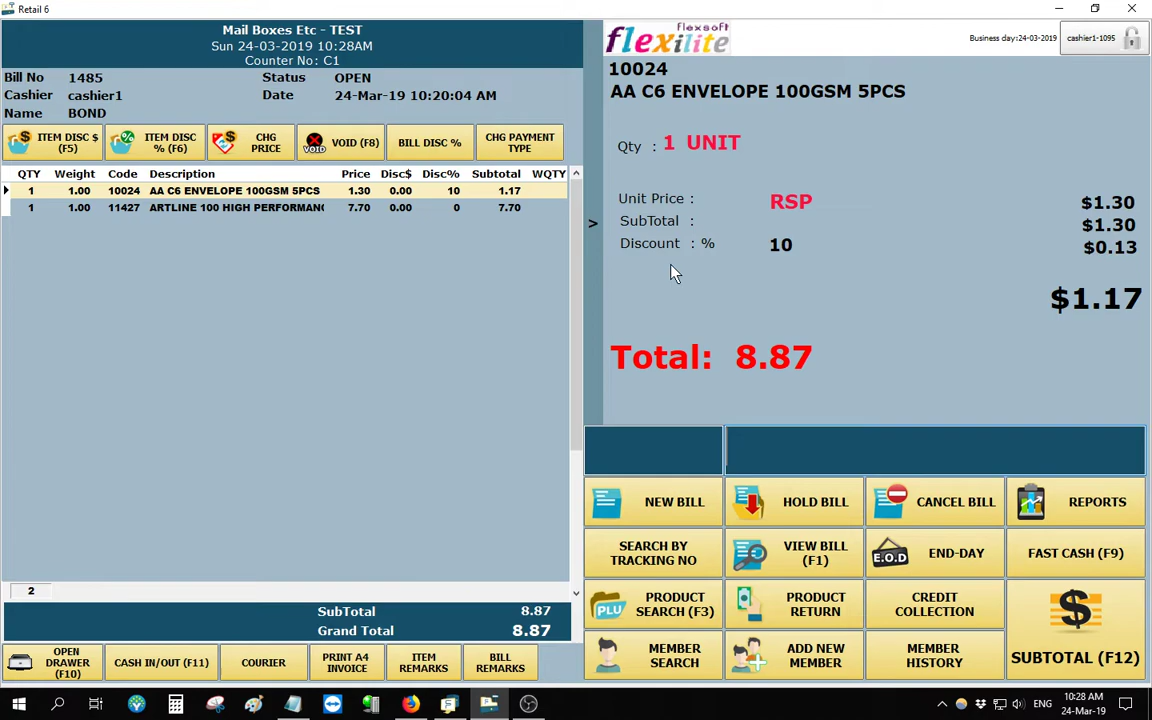 Retail 6
Mail Boxes Etc - TEST
Sun 24-03-2019 10:28AM
Counter No: C1
Bill No 1485 Status OPEN
Cashier cashier1 Date 24-Mar-19 10:20:04 AM
Name BOND
ITEM DISC $ (F5)
ITEM DISC % (F6)
CHG PRICE
VOID VOID (F8)
BILL DISC %
CHG PAYMENT TYPE
QTY Weight Code Description Price Disc$ Disc% Subtotal WQTY
1 1.00 10024 AA C6 ENVELOPE 100GSM 5PCS 1.30 0.00 10 1.17
1 1.00 11427 ARTLINE 100 HIGH PERFORMAN 7.70 0.00 0 7.70
2
SubTotal 8.87
Grand Total 8.87
OPEN DRAWER (F10)
CASH IN/OUT (F11)
COURIER
PRINT A4 INVOICE
ITEM REMARKS
BILL REMARKS
>
flexsoft
flexilite
Business day:24-03-2019
cashier1-1095
10024
AA C6 ENVELOPE 100GSM 5PCS
Qty : 1 UNIT
Unit Price : RSP $1.30
SubTotal : $1.30
Discount : % 10 $0.13
$1.17
Total: 8.87
NEW BILL
HOLD BILL
CANCEL BILL
REPORTS
SEARCH BY TRACKING NO
VIEW BILL (F1)
E.O.D END-DAY
FAST CASH (F9)
PLU PRODUCT SEARCH (F3)
PRODUCT RETURN
CREDIT COLLECTION
$
SUBTOTAL (F12)
MEMBER SEARCH
ADD NEW MEMBER
MEMBER HISTORY
ENG
10:28 AM
24-Mar-19